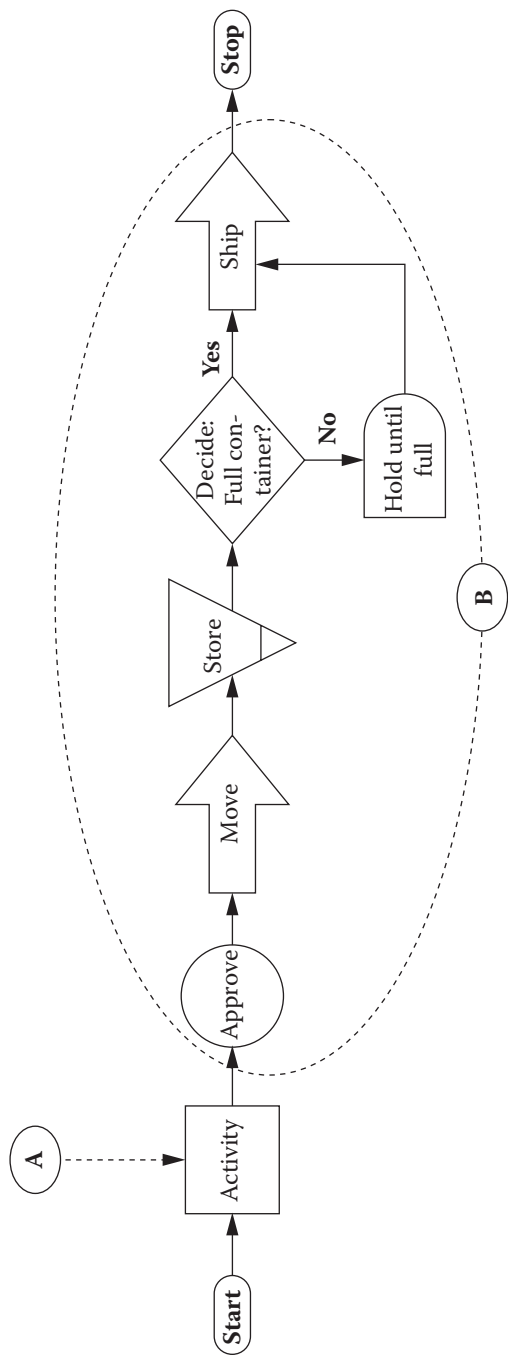 A
Start
Activity
Approve
Move
Store
Decide:
Full con-
tainer?
Yes
Ship
Stop
No
Hold until
full
B